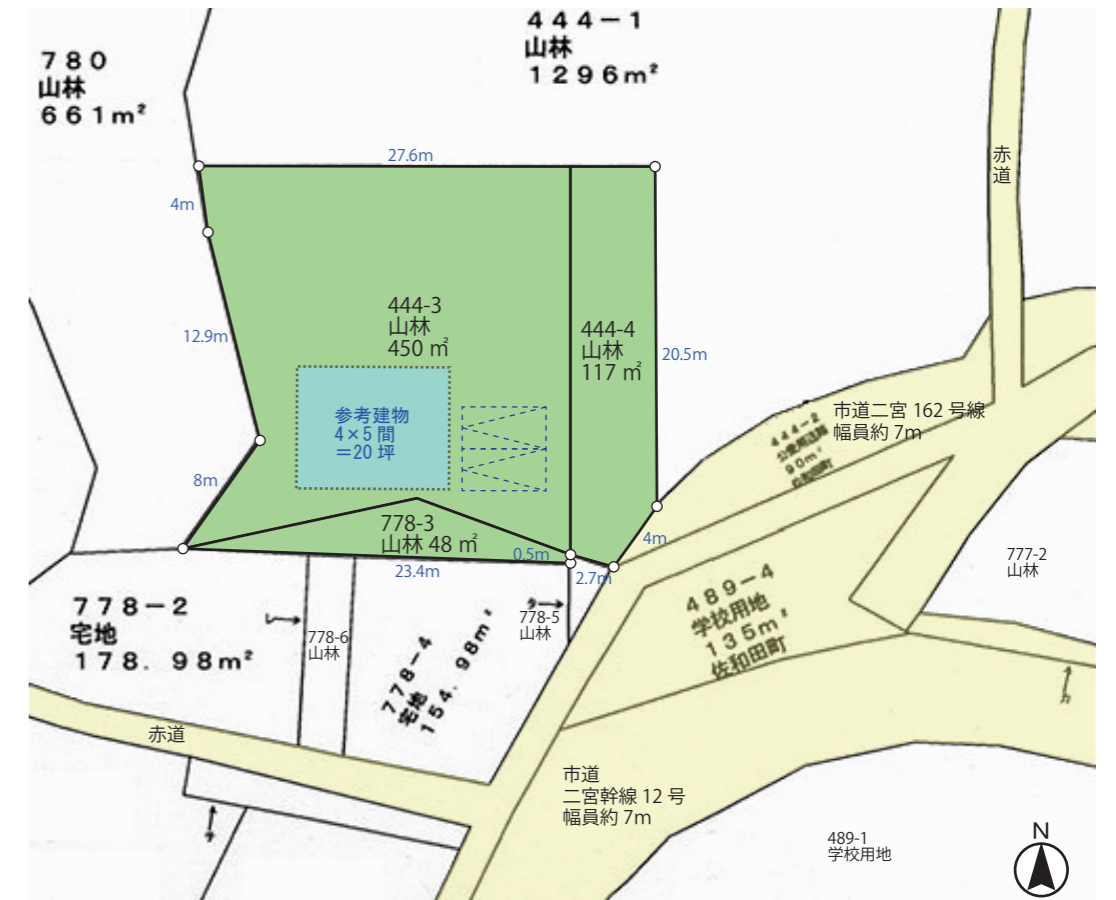 780
山林
661m²
444-1
山林
1296m²
赤道
27.6m
4m
12.9m
8m
444-3
山林
450 ㎡
444-4
山林
117 ㎡
20.5m
参考建物
4×5 間
＝20 坪
778-3
山林 48 ㎡
0.5m
23.4m
2.7m
4m
市道二宮 162 号線
幅員約 7m
444-2
90m²
489-4
学校用地
135m²
佐和田町
777-2
山林
778-2
宅地
178.98m²
778-6
山林
778-4
宅地
154.98m²
778-5
山林
赤道
市道
二宮幹線 12 号
幅員約 7m
489-1
学校用地
N